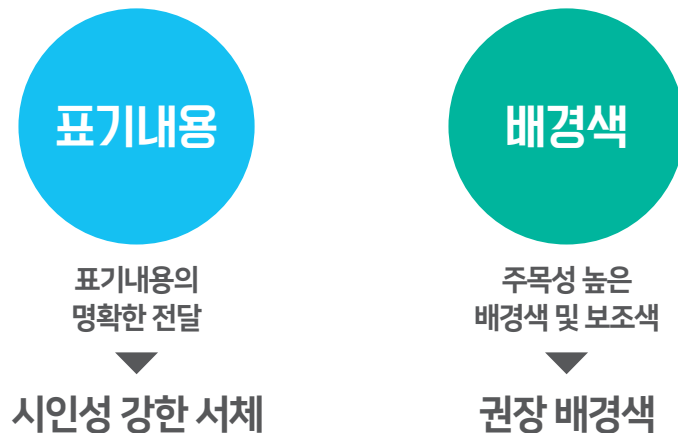 표기내용
표기내용의
명확한 전달
시인성 강한 서체
배경색
주목성 높은
배경색 및 보조색
권장 배경색